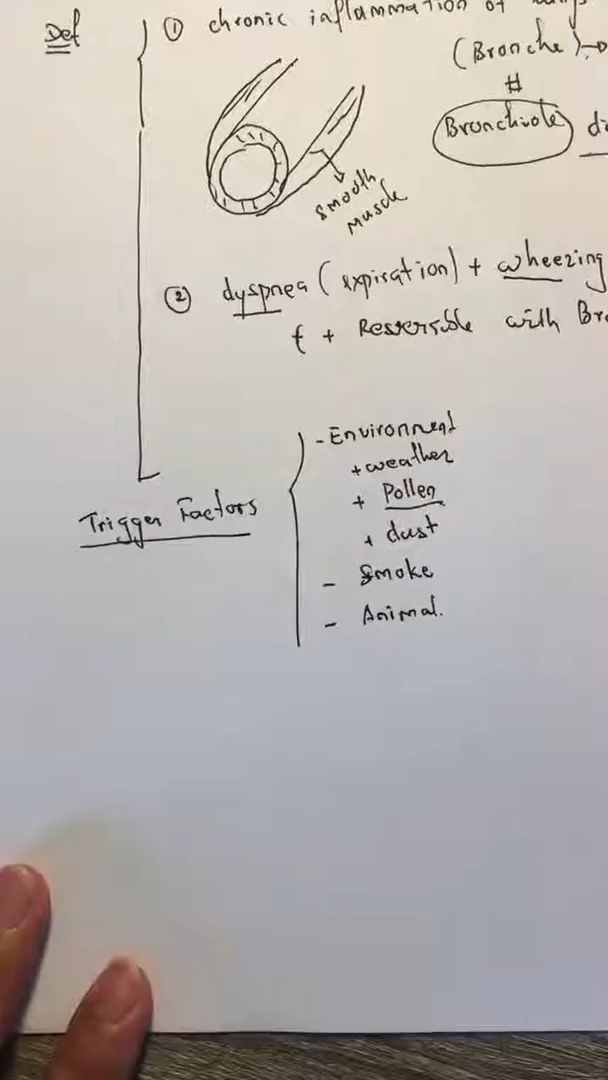 Def
① chronic inflammation of
(Bronche)→
#
Bronchiole
smooth
muscle
② dyspnea (expiration) + wheezing
+ Resversible with
Trigger Factors
- Environment
+ weather
+ Pollen
+ dust
- Smoke
- Animal.